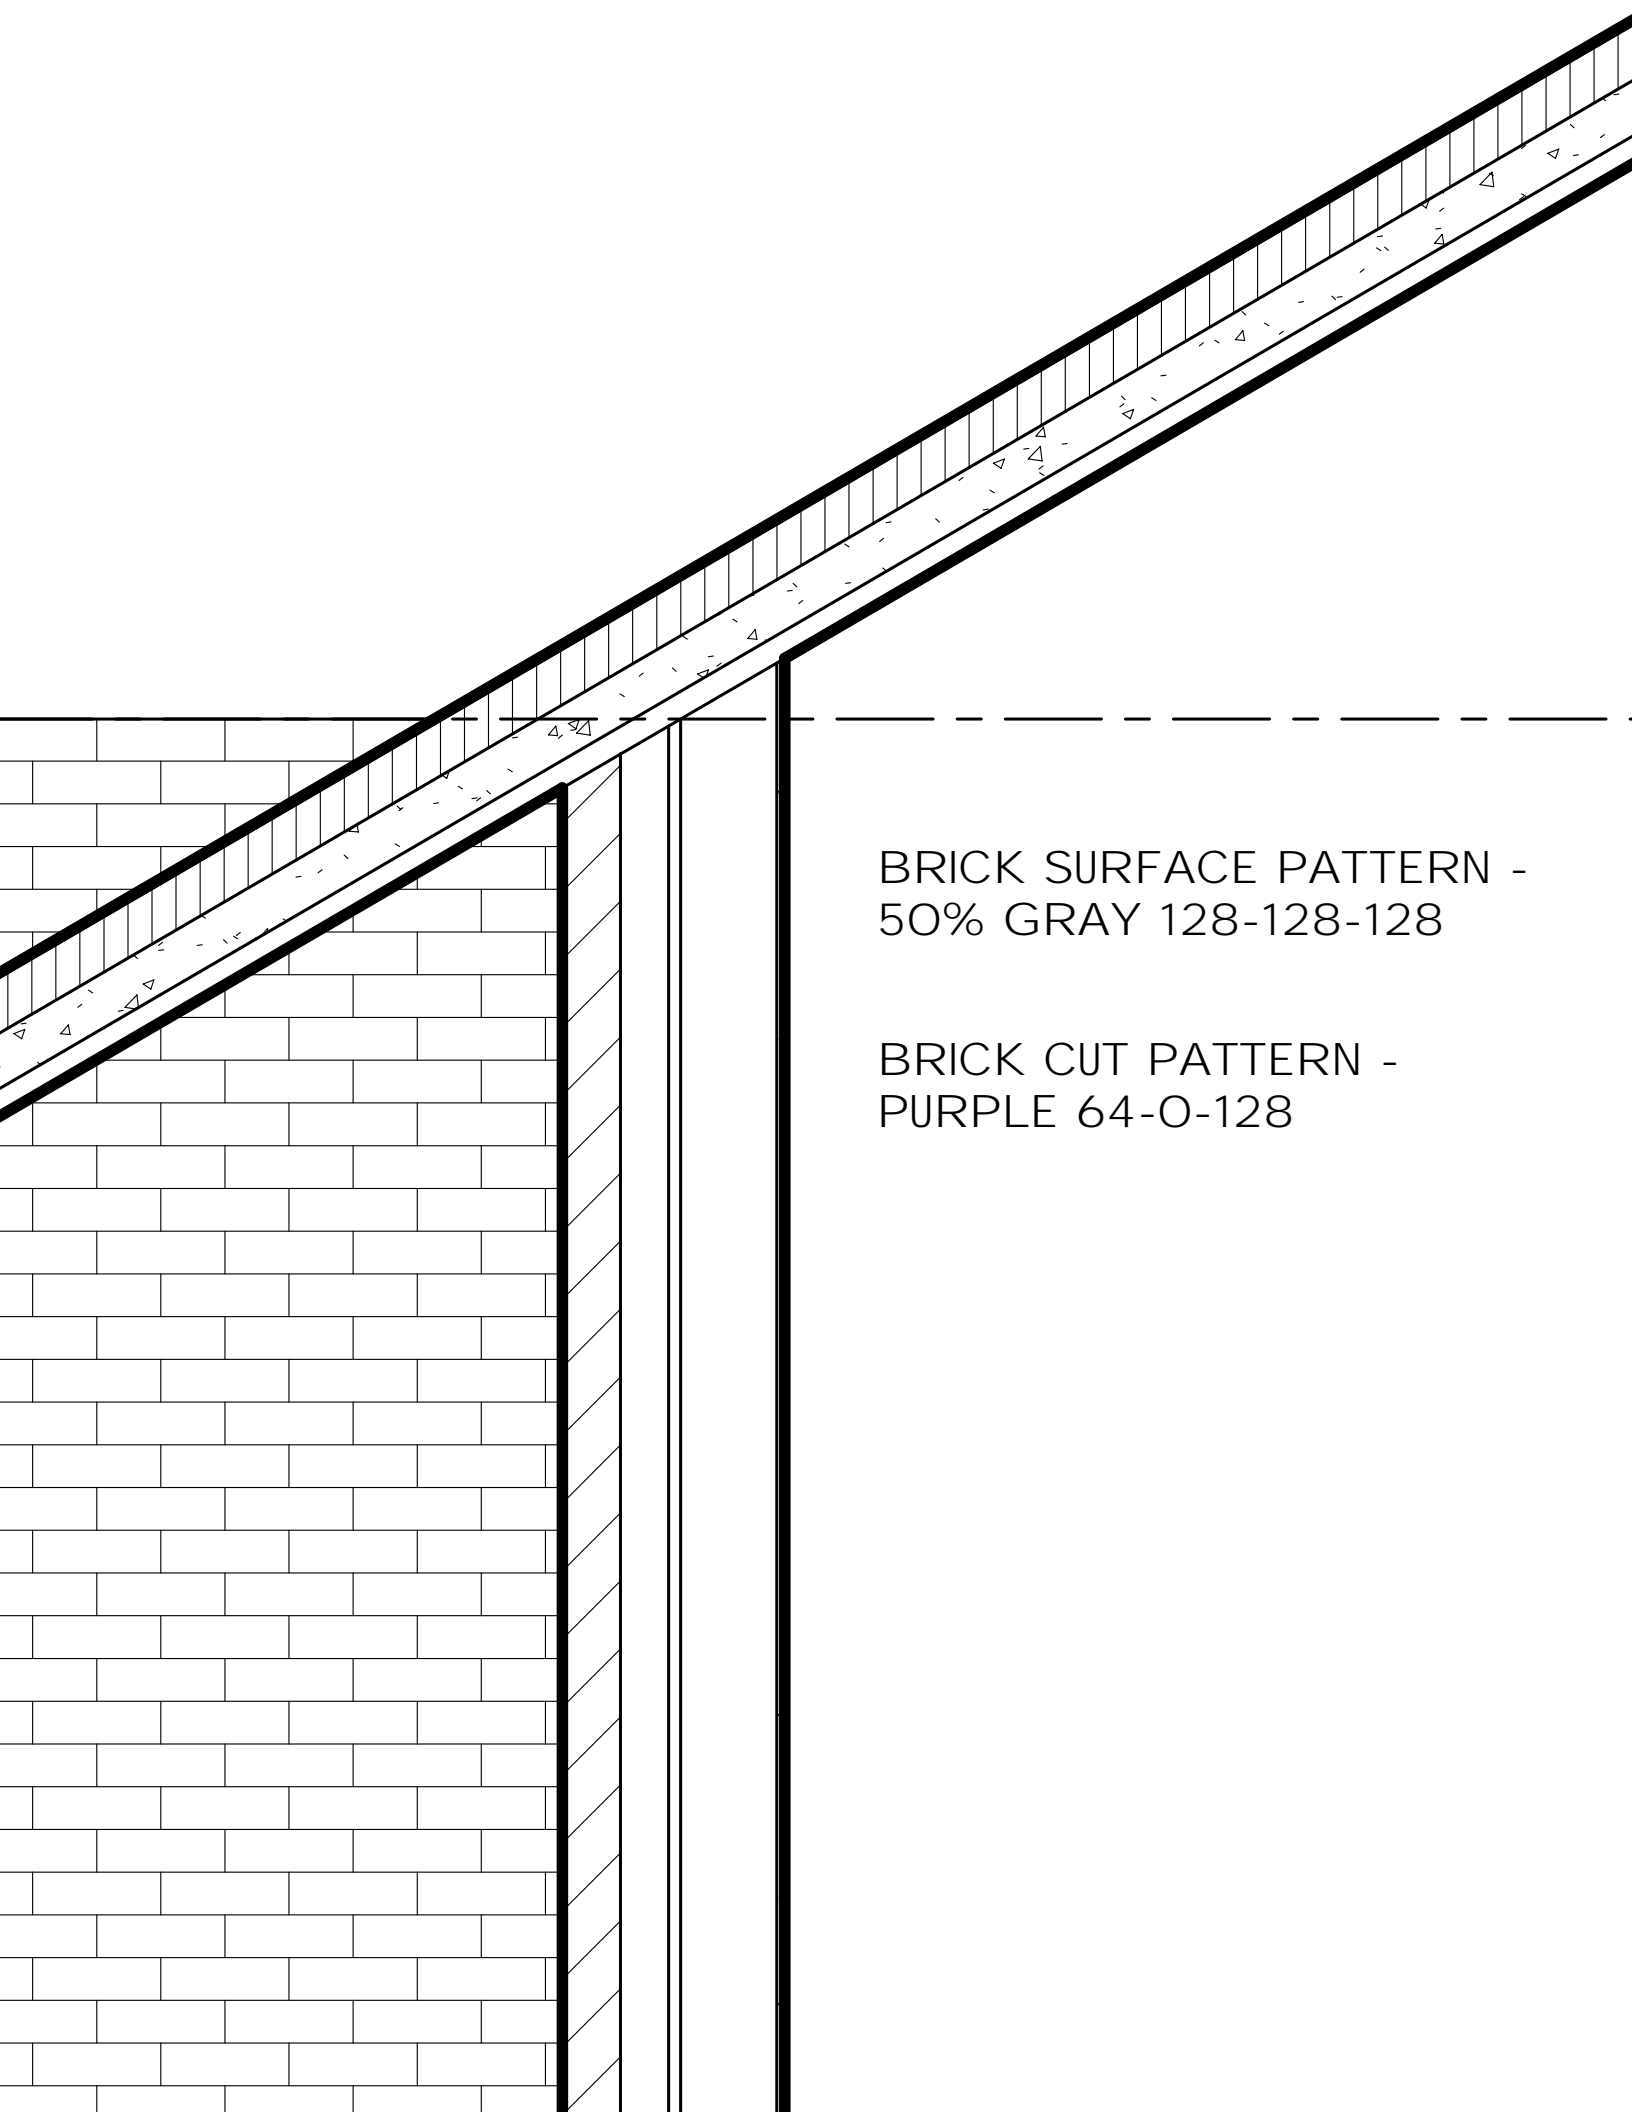 BRICK SURFACE PATTERN -
50% GRAY 128-128-128
BRICK CUT PATTERN -
PURPLE 64-0-128